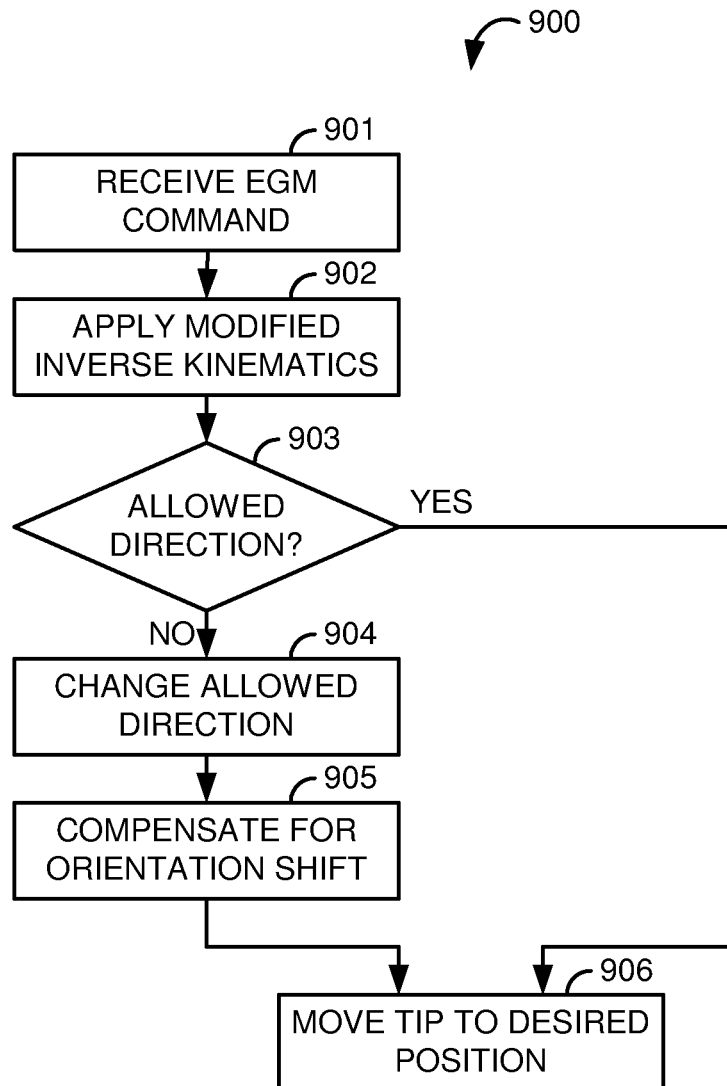 900
901
RECEIVE EGM
COMMAND
902
APPLY MODIFIED
INVERSE KINEMATICS
903
ALLOWED
DIRECTION?
YES
NO
904
CHANGE ALLOWED
DIRECTION
905
COMPENSATE FOR
ORIENTATION SHIFT
906
MOVE TIP TO DESIRED
POSITION